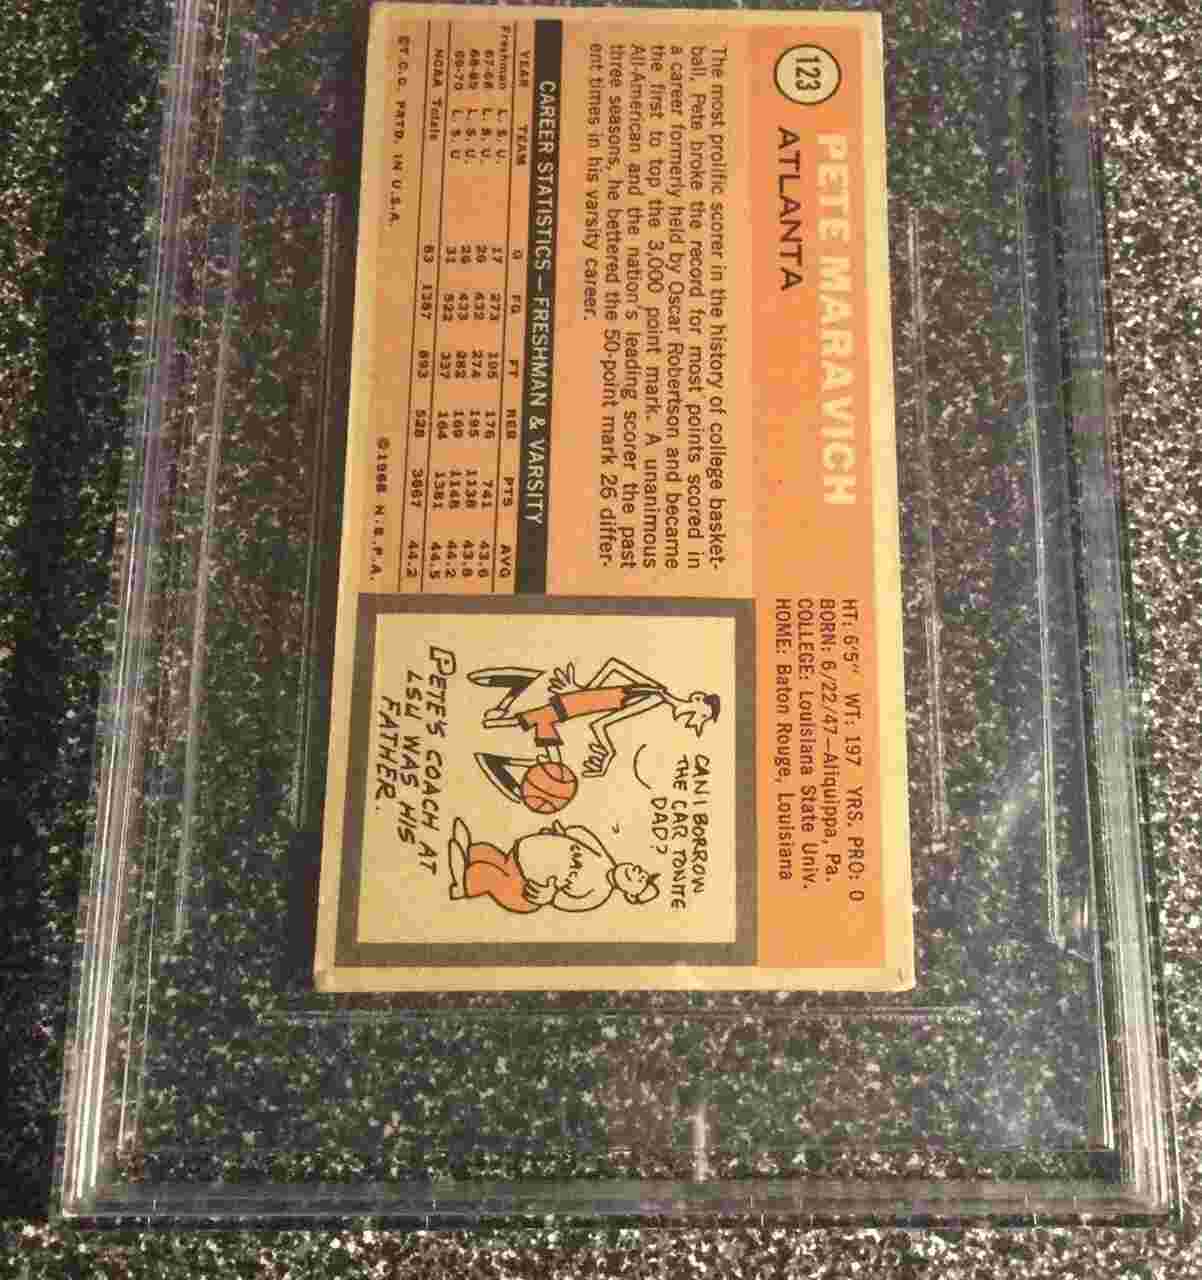 123
PETE MARAVICH
ATLANTA
HT: 6'5" WT: 197 YRS. PRO: 0
BORN: 6/22/47—Aliquippa, Pa.
COLLEGE: Louisiana State Univ.
HOME: Baton Rouge, Louisiana
The most prolific scorer in the history of college basket-
ball, Pete broke the record for most points scored in
a career formerly held by Oscar Robertson and became
the first to top the 3,000 point mark. A unanimous
All-American and the nation's leading scorer the past
three seasons, he bettered the 50-point mark 26 differ-
ent times in his varsity career.
CAREER STATISTICS—FRESHMAN & VARSITY
YEAR TEAM G FG FT REB PTS AVG
Freshman L. S. U. 17 273 195 176 741 43.6
67-68 L. S. U. 26 432 274 195 1138 43.8
68-69 L. S. U. 26 433 282 169 1148 44.2
69-70 L. S. U. 31 522 337 164 1381 44.5
NCAA Totals 83 1387 893 528 3667 44.2
©T.C.G. PRTD. IN U.S.A. ©1968 N.B.P.A.
CAN I BORROW
THE CAR TONITE
DAD?
PETE'S COACH AT
LSU WAS HIS
FATHER.